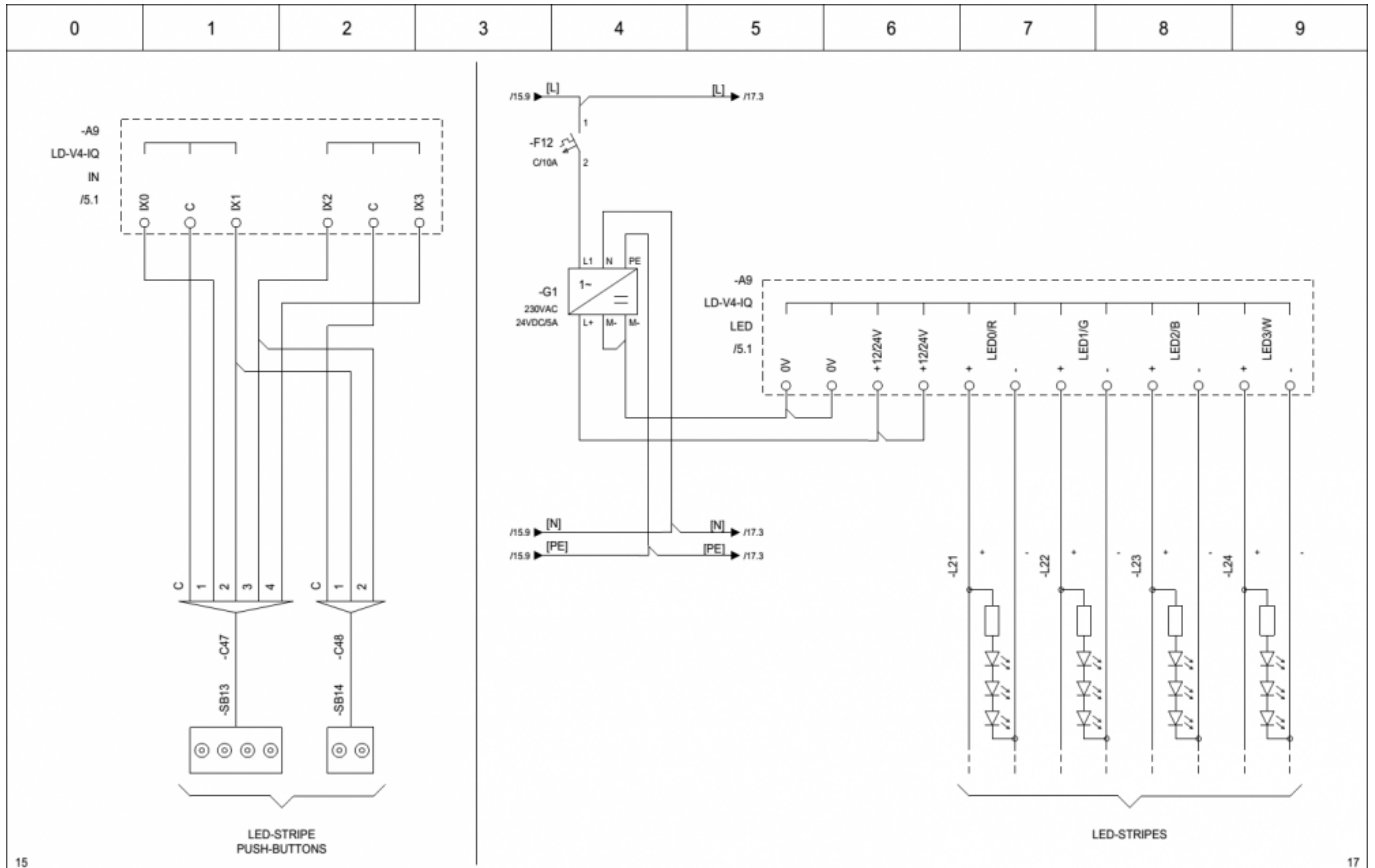 0 1 2 3 4 5 6 7 8 9
-A9
LD-V4-IQ
IN
/5.1
IX0 C IX1 IX2 C IX3
C 1 2 3 4
C 1 2
-C47
-C48
-SB13
-SB14
LED-STRIPE
PUSH-BUTTONS
15
/15.9 [L] [L] /17.3
1
-F12
C/10A 2
L1 N PE
1~
-G1
230VAC
24VDC/5A
L+ M- M-
/15.9 [N] [N] /17.3
/15.9 [PE] [PE] /17.3
-A9
LD-V4-IQ
LED
/5.1
0V 0V +12/24V +12/24V LED0/R LED1/G LED2/B LED3/W
+ - + - + - + -
-L21 + - -L22 + - -L23 + - -L24 + -
LED-STRIPES
17